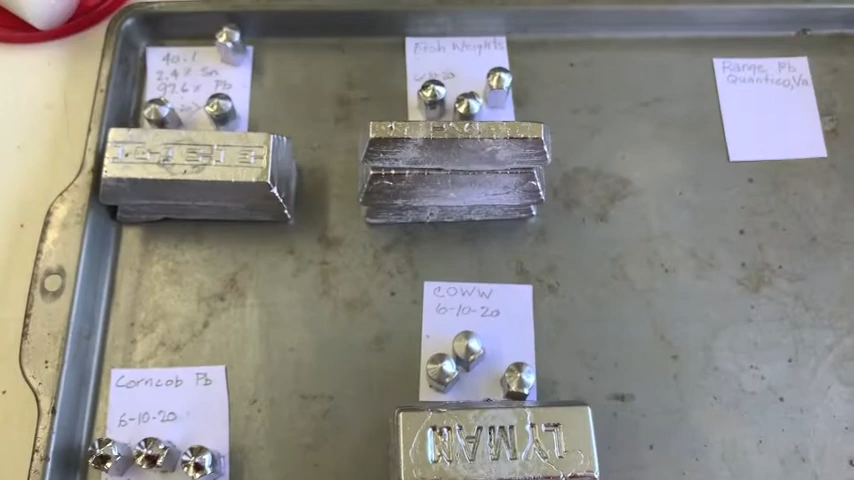 40:1
2.4% Sn
97.6% Pb
Weights
Range Pb
Quantico, Va
COWW
6-10-20
LYMAN
Corncob Pb
6-10-20